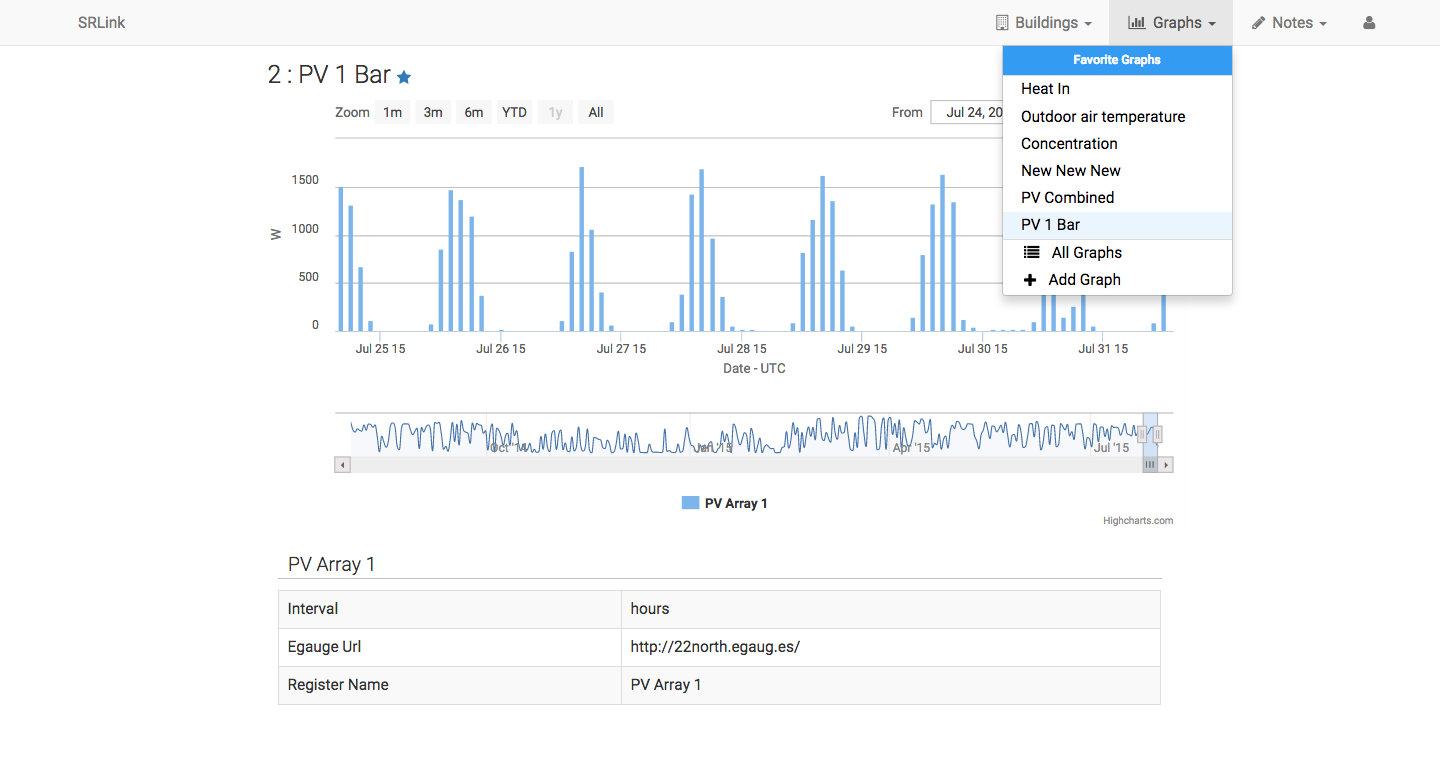 SRLink Buildings Graphs Notes
Favorite Graphs
Heat In
Outdoor air temperature
Concentration
New New New
PV Combined
PV 1 Bar
All Graphs
Add Graph
2 : PV 1 Bar
Zoom 1m 3m 6m YTD 1y All From Jul 24, 20
1500
1000
500
0
W
Jul 25 15 Jul 26 15 Jul 27 15 Jul 28 15 Jul 29 15 Jul 30 15 Jul 31 15
Date - UTC
Oct '14 Jan '15 Apr '15 Jul '15
PV Array 1
Highcharts.com
PV Array 1
Interval hours
Egauge Url http://22north.egaug.es/
Register Name PV Array 1